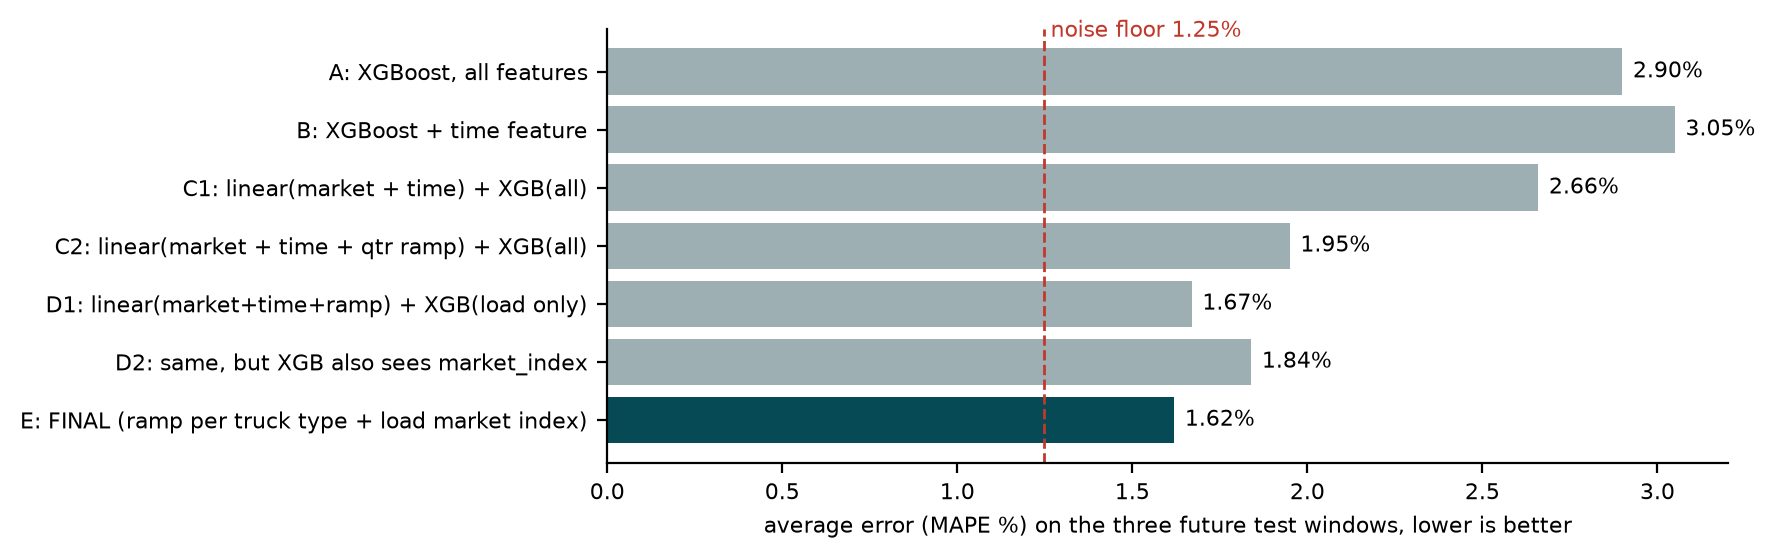 noise floor 1.25%
A: XGBoost, all features 2.90%
B: XGBoost + time feature 3.05%
C1: linear(market + time) + XGB(all) 2.66%
C2: linear(market + time + qtr ramp) + XGB(all) 1.95%
D1: linear(market+time+ramp) + XGB(load only) 1.67%
D2: same, but XGB also sees market_index 1.84%
E: FINAL (ramp per truck type + load market index) 1.62%
0.0 0.5 1.0 1.5 2.0 2.5 3.0
average error (MAPE %) on the three future test windows, lower is better